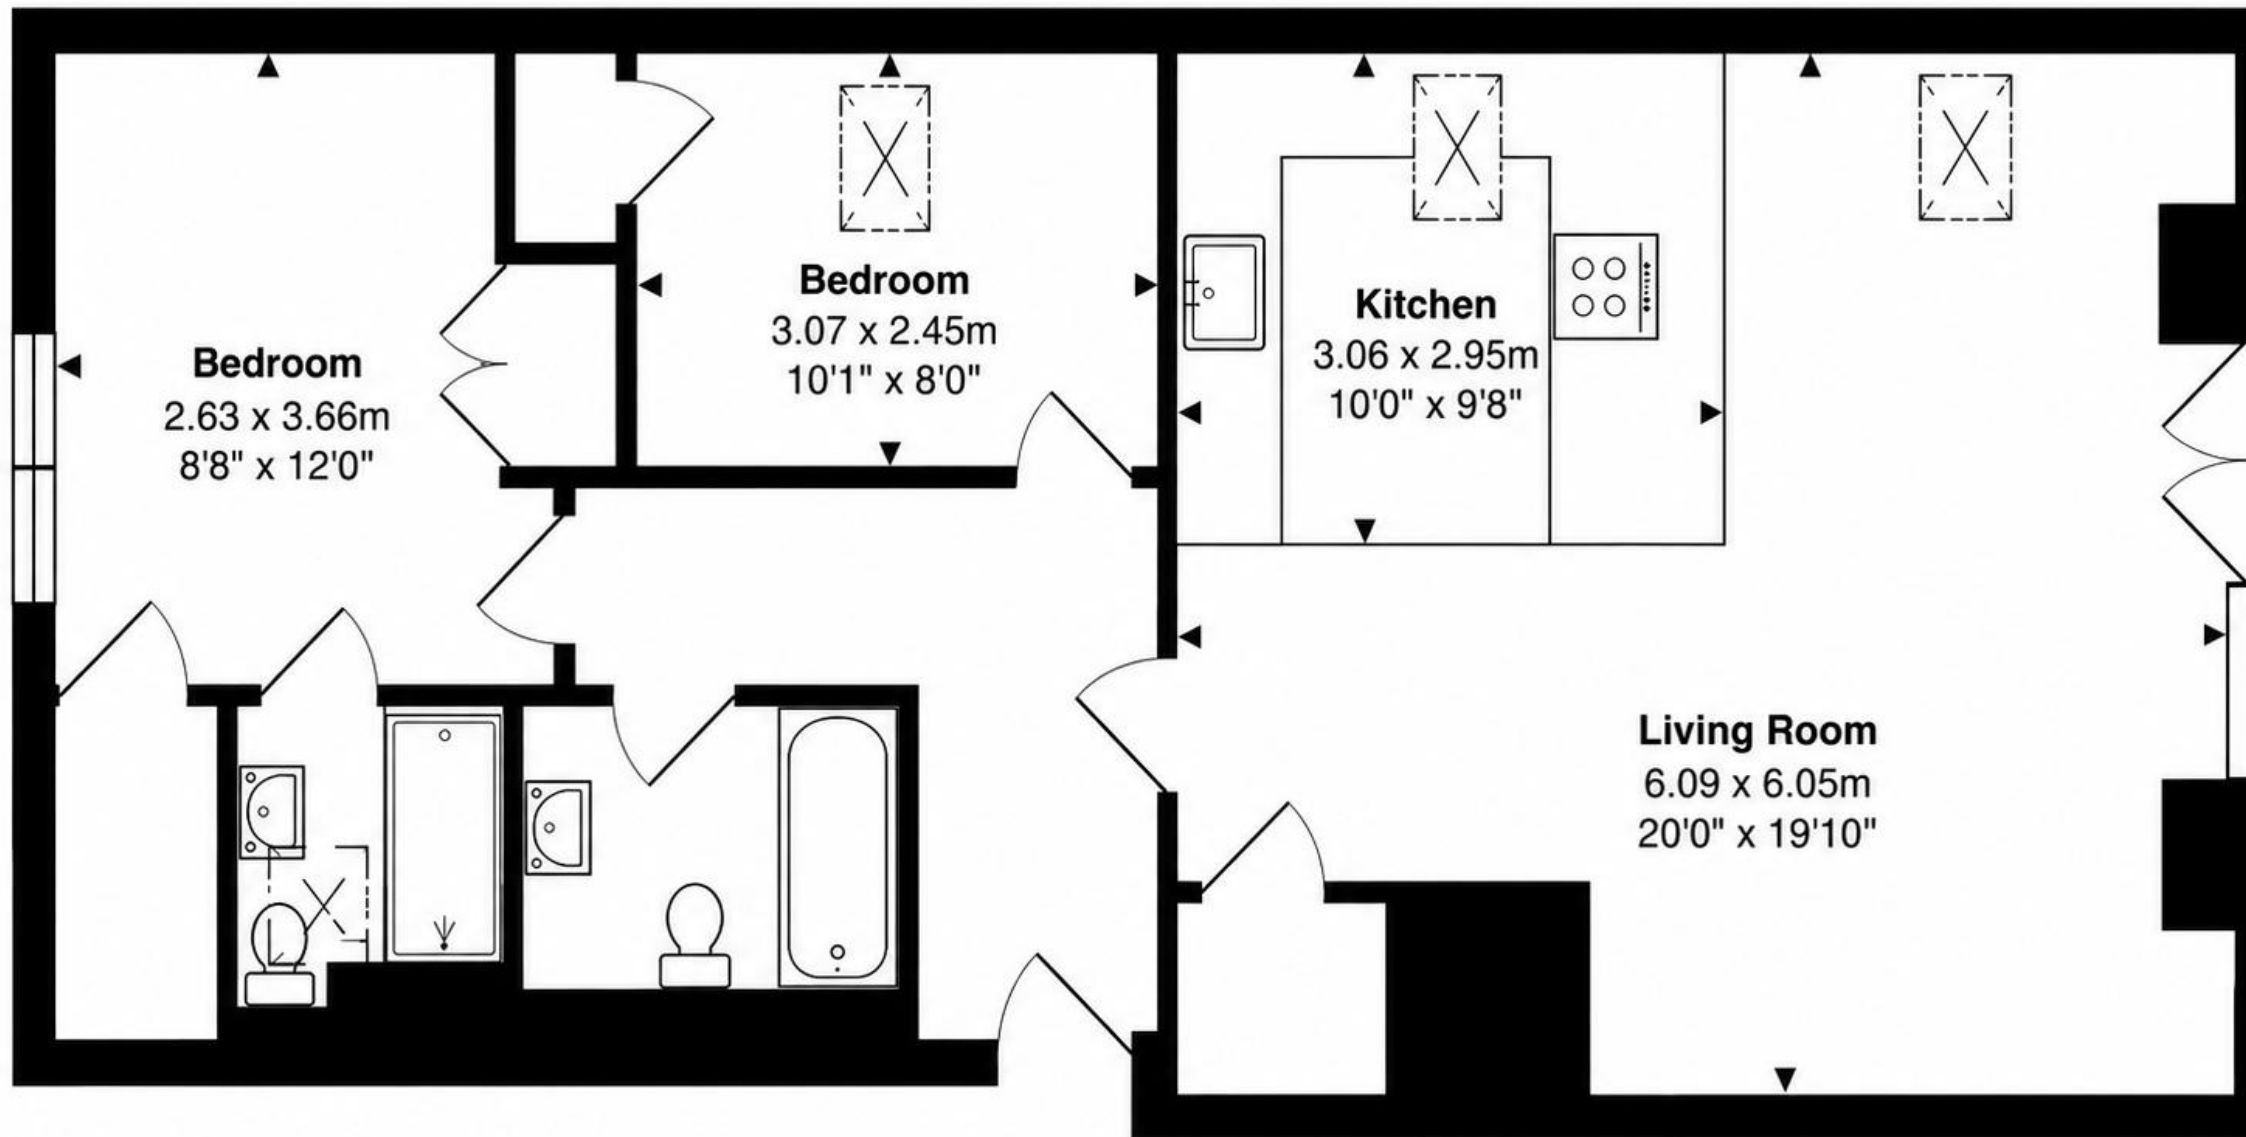 Bedroom
2.63 x 3.66m
8'8" x 12'0"
Bedroom
3.07 x 2.45m
10'1" x 8'0"
Kitchen
3.06 x 2.95m
10'0" x 9'8"
Living Room
6.09 x 6.05m
20'0" x 19'10"